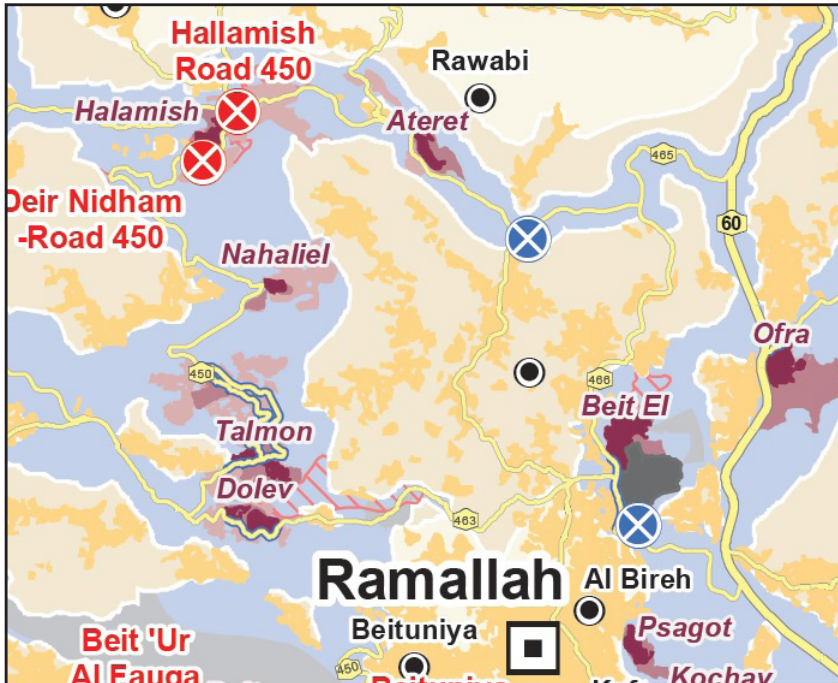 Hallamish
Road 450
Rawabi
Halamish
Ateret
465
Deir Nidham
-Road 450
60
Nahaliel
Ofra
450
466
Beit El
Talmon
Dolev
463
Ramallah
Al Bireh
Beituniya
Psagot
Beit 'Ur
Al Fauqa
450
Kochav